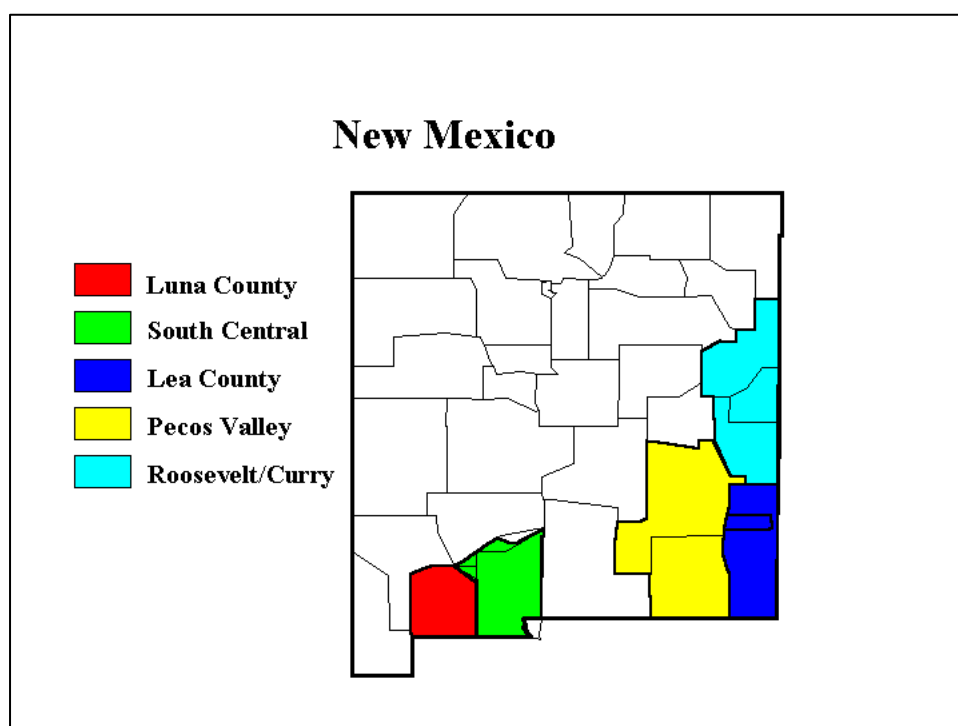 New Mexico
Luna County
South Central
Lea County
Pecos Valley
Roosevelt/Curry